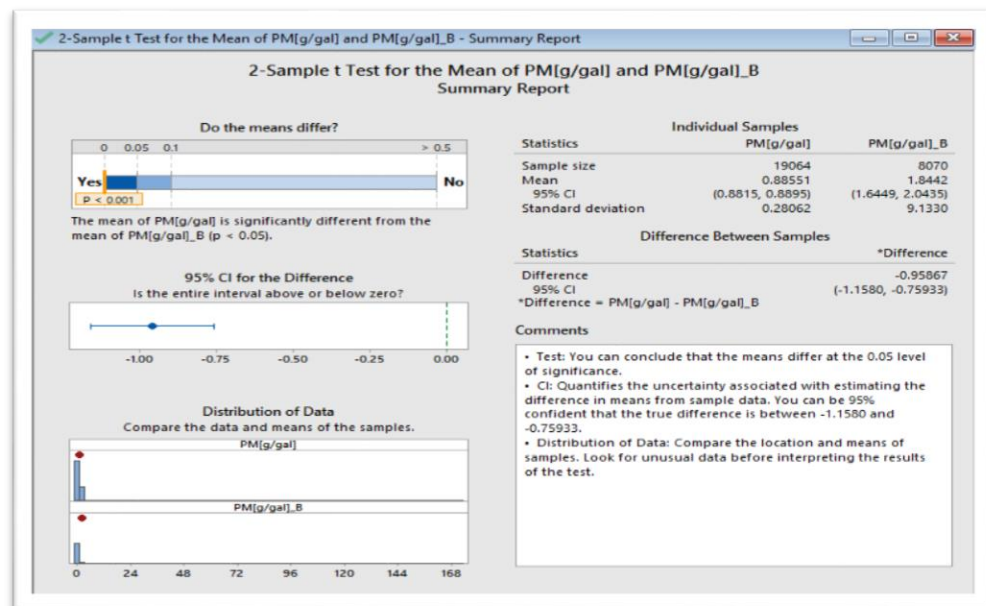 2-Sample t Test for the Mean of PM[g/gal] and PM[g/gal]_B - Summary Report
2-Sample t Test for the Mean of PM[g/gal] and PM[g/gal]_B
Summary Report
Do the means differ?
0 0.05 0.1 > 0.5
Yes No
P < 0.001
The mean of PM[g/gal] is significantly different from the
mean of PM[g/gal]_B (p < 0.05).
95% CI for the Difference
Is the entire interval above or below zero?
-1.00 -0.75 -0.50 -0.25 0.00
Distribution of Data
Compare the data and means of the samples.
PM[g/gal]
PM[g/gal]_B
0 24 48 72 96 120 144 168
Individual Samples
Statistics PM[g/gal] PM[g/gal]_B
Sample size 19064 8070
Mean 0.88551 1.8442
95% CI (0.8815, 0.8895) (1.6449, 2.0435)
Standard deviation 0.28062 9.1330
Difference Between Samples
Statistics *Difference
Difference -0.95867
95% CI (-1.1580, -0.75933)
*Difference = PM[g/gal] - PM[g/gal]_B
Comments
• Test: You can conclude that the means differ at the 0.05 level
of significance.
• CI: Quantifies the uncertainty associated with estimating the
difference in means from sample data. You can be 95%
confident that the true difference is between -1.1580 and
-0.75933.
• Distribution of Data: Compare the location and means of
samples. Look for unusual data before interpreting the results
of the test.